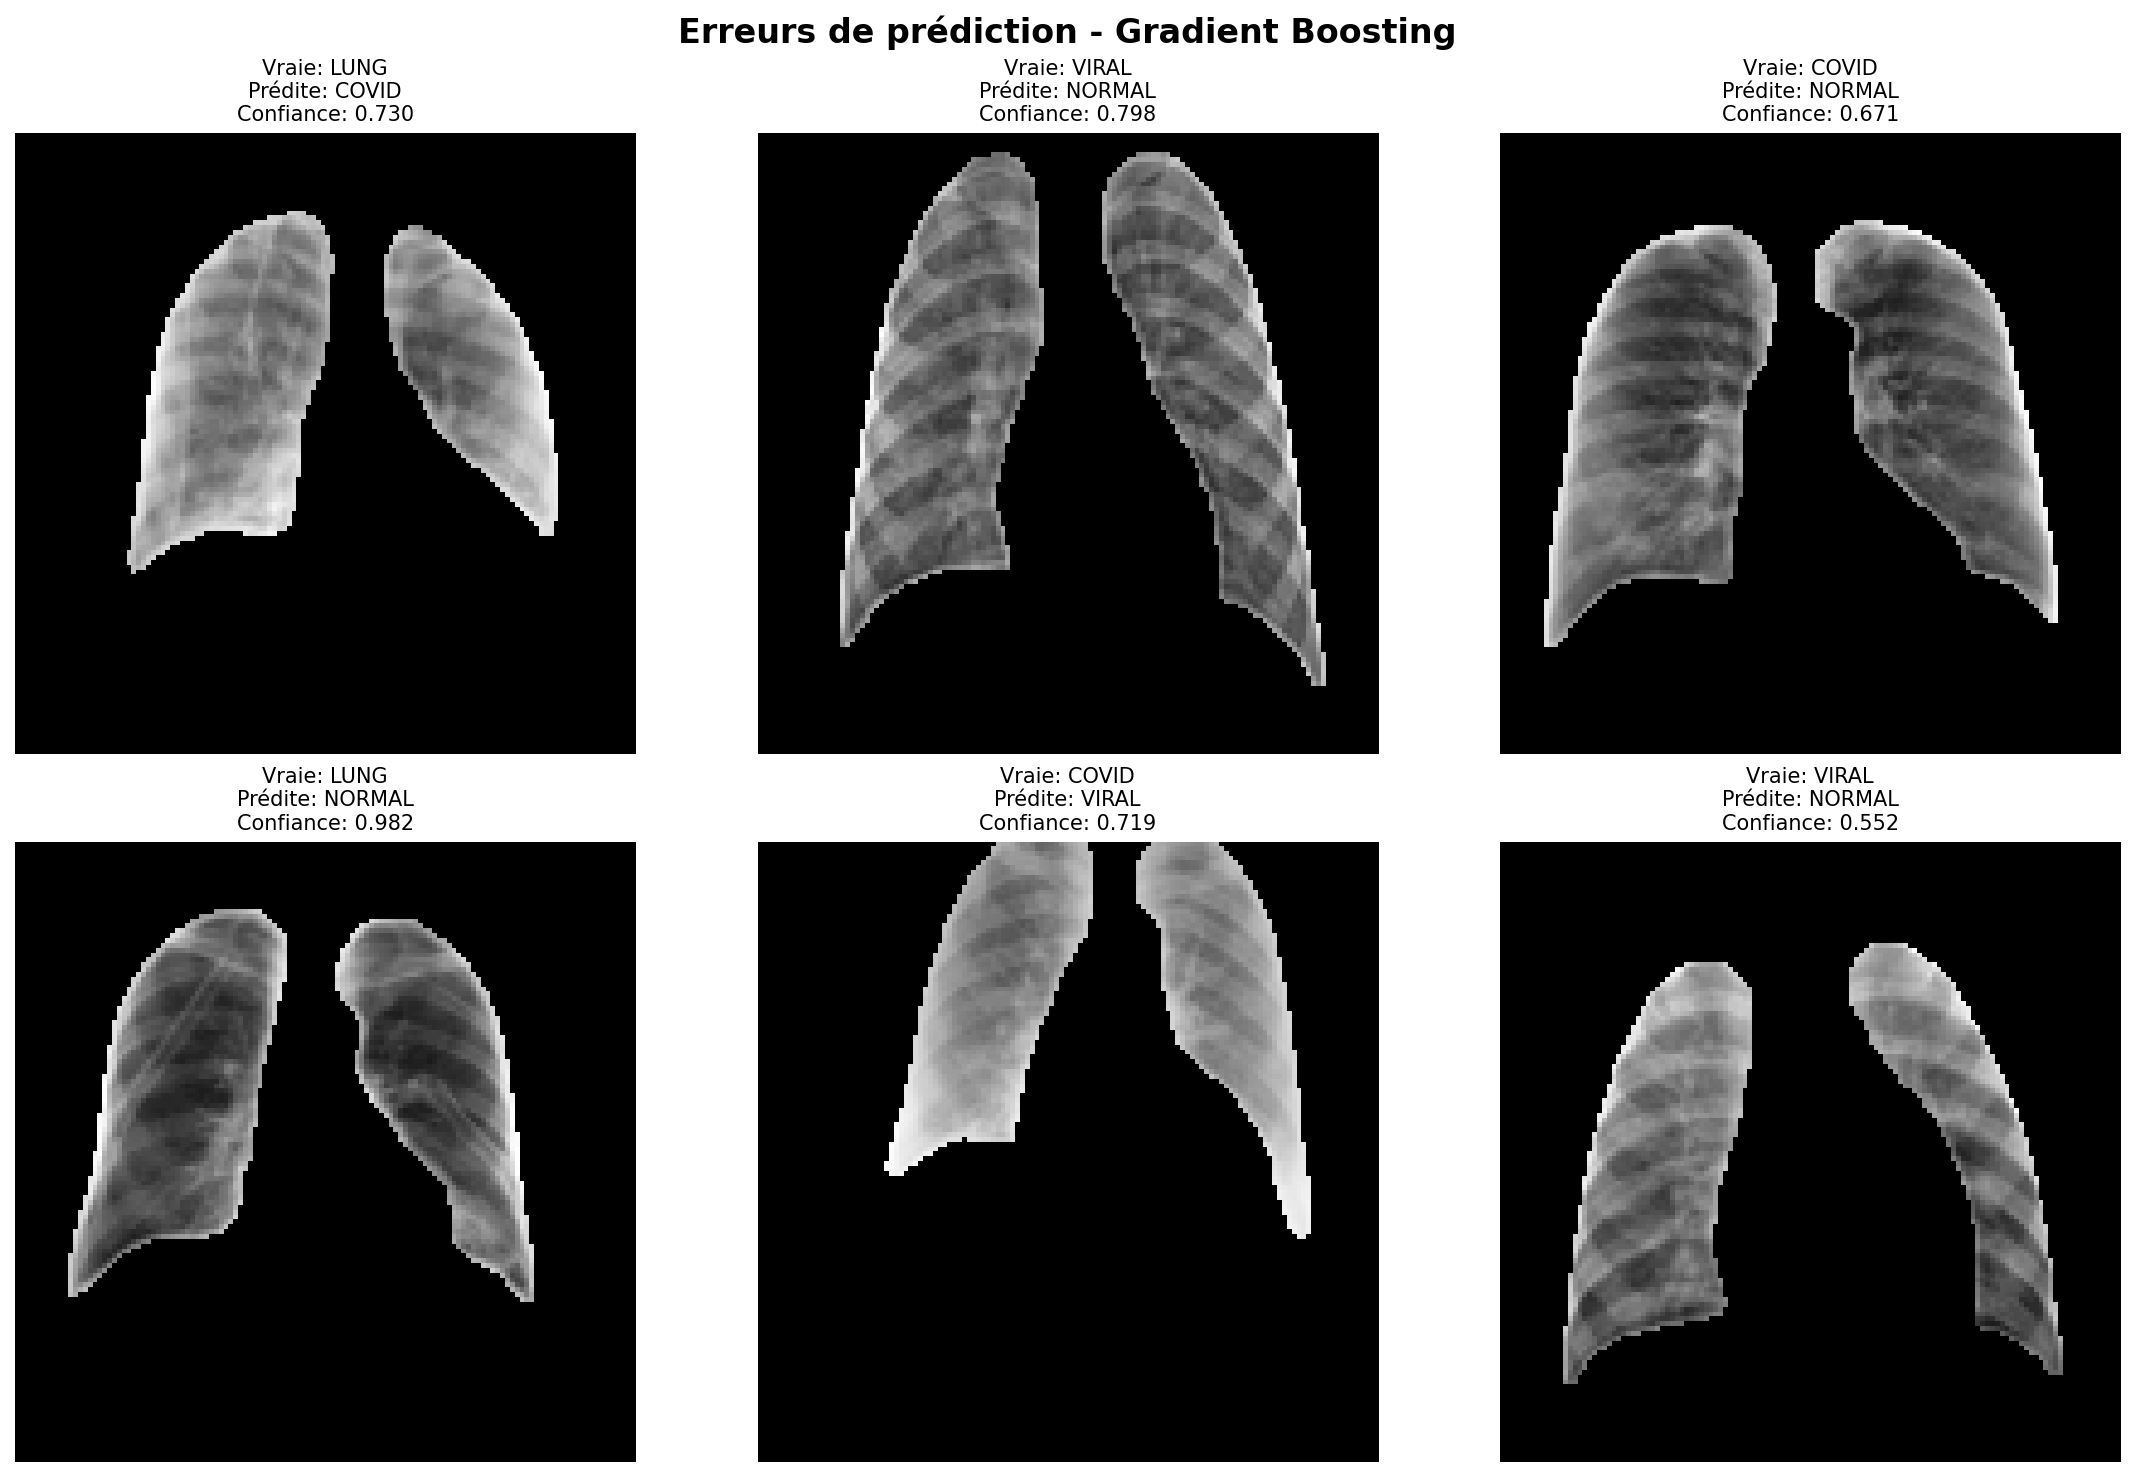 Erreurs de prédiction - Gradient Boosting
Vraie: LUNG
Prédite: COVID
Confiance: 0.730
Vraie: VIRAL
Prédite: NORMAL
Confiance: 0.798
Vraie: COVID
Prédite: NORMAL
Confiance: 0.671
Vraie: LUNG
Prédite: NORMAL
Confiance: 0.982
Vraie: COVID
Prédite: VIRAL
Confiance: 0.719
Vraie: VIRAL
Prédite: NORMAL
Confiance: 0.552